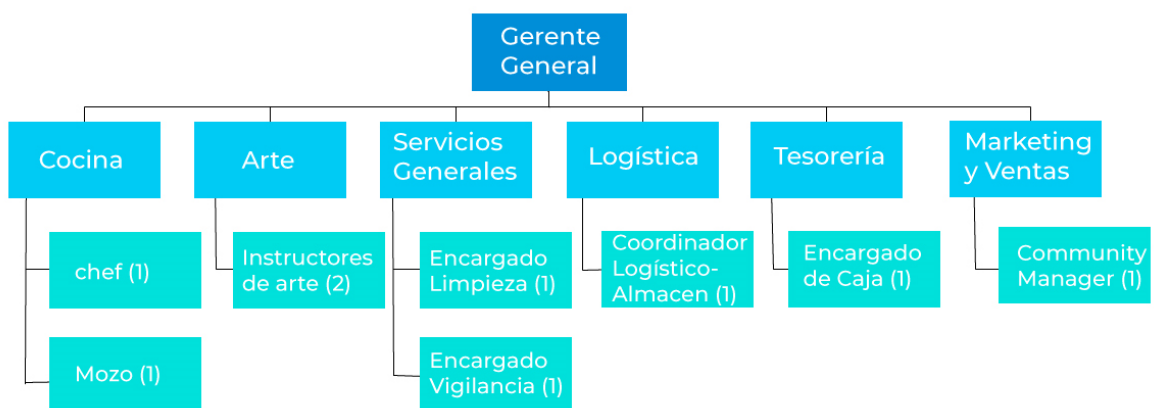 Gerente
General
Cocina
Arte
Servicios
Generales
Logística
Tesorería
Marketing
y Ventas
chef (1)
Instructores
de arte (2)
Encargado
Limpieza (1)
Coordinador
Logístico-
Almacen (1)
Encargado
de Caja (1)
Community
Manager (1)
Mozo (1)
Encargado
Vigilancia (1)